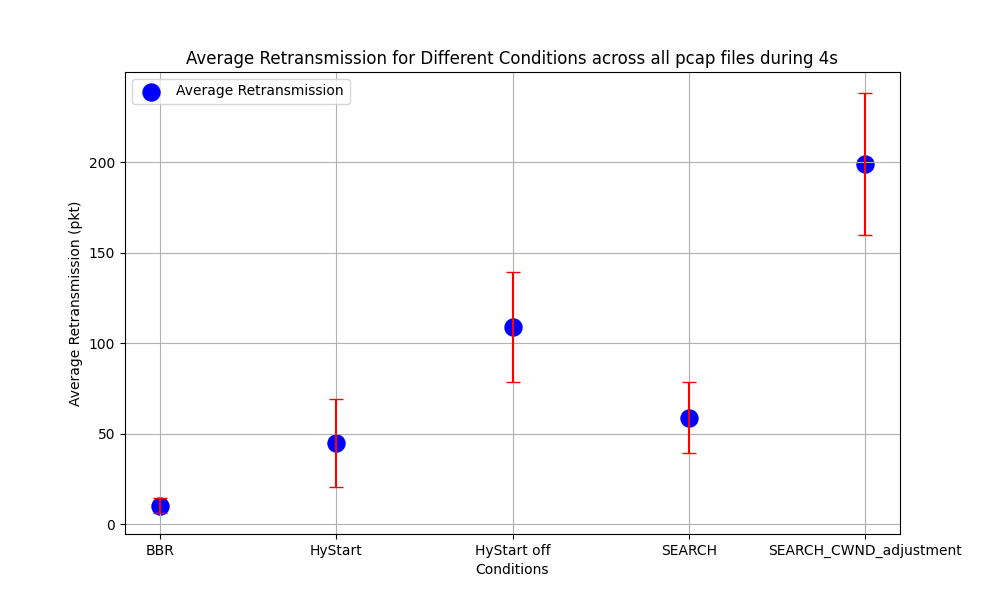 Average Retransmission for Different Conditions across all pcap files during 4s
Average Retransmission
Average Retransmission (pkt)
200
150
100
50
0
BBR
HyStart
HyStart off
SEARCH
SEARCH_CWND_adjustment
Conditions